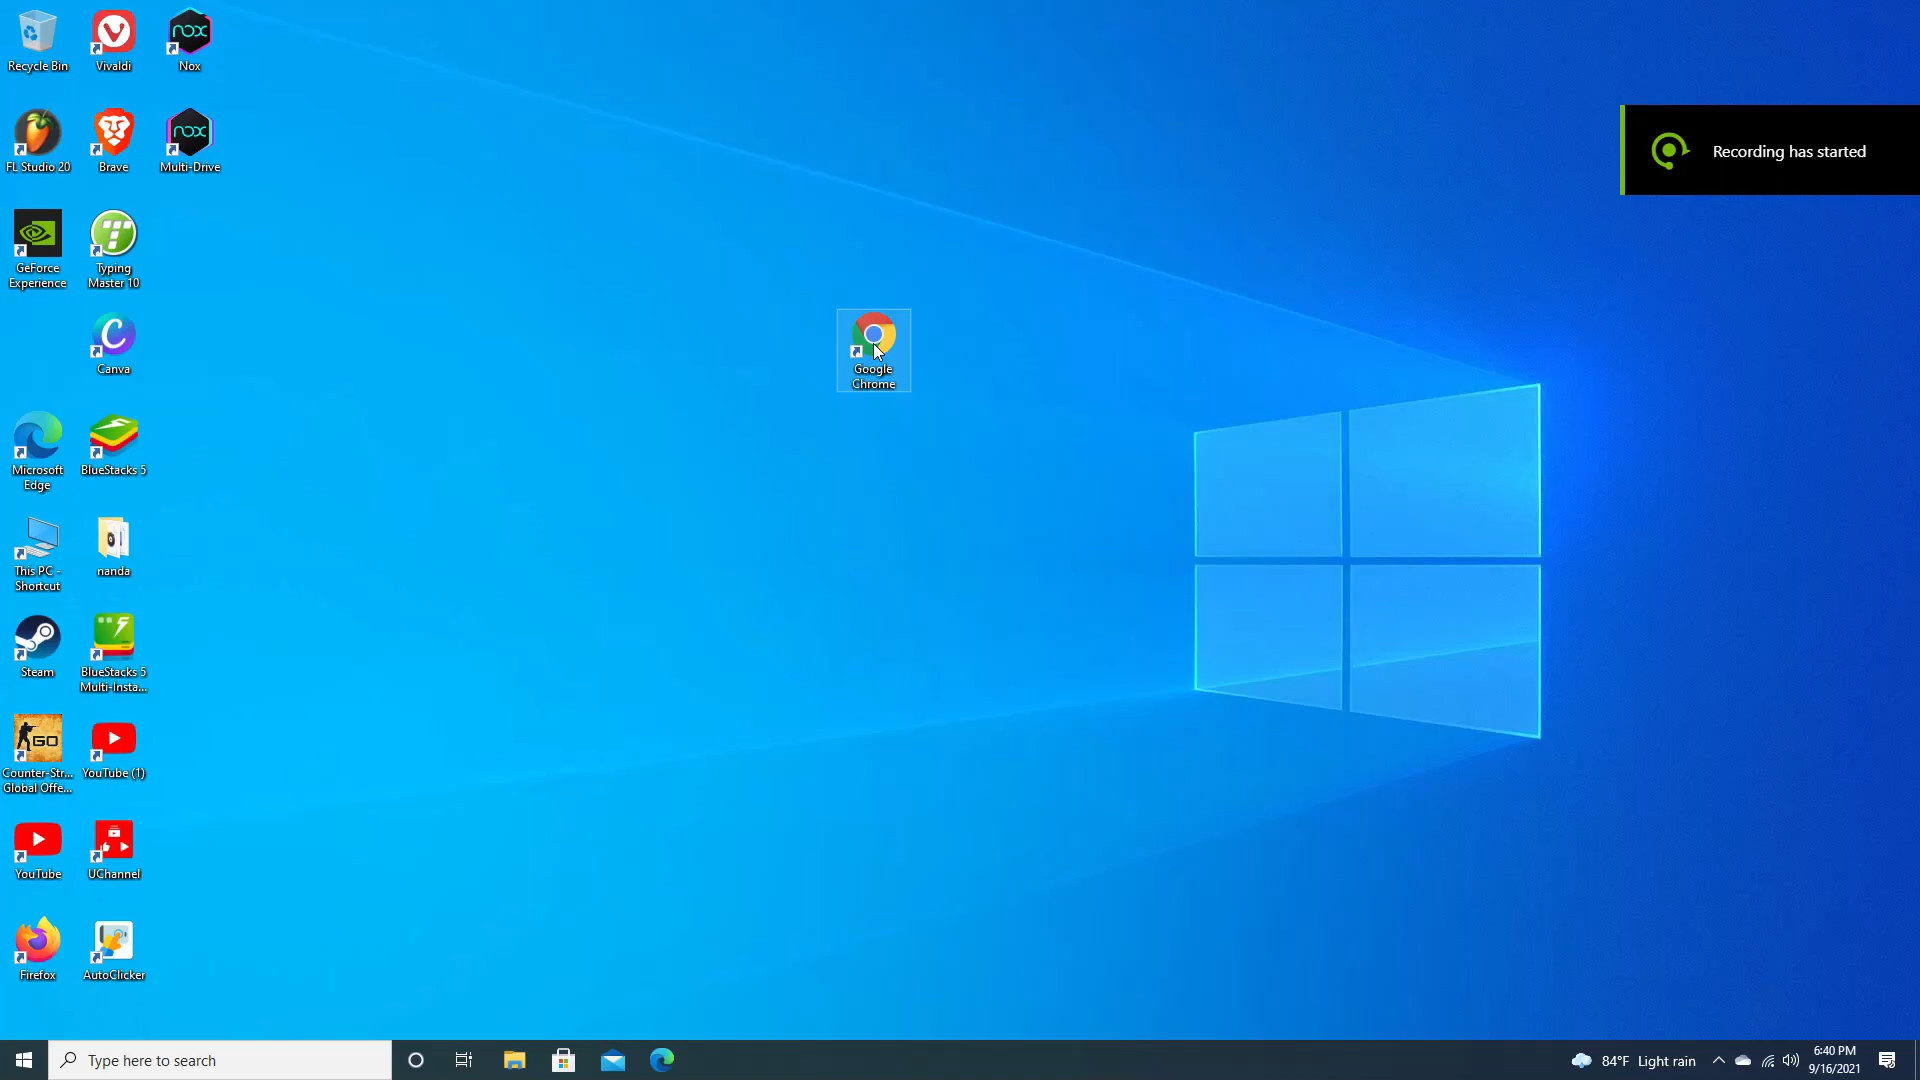 Recycle Bin
Vivaldi
nox
Nox
FL Studio 20
Brave
nox
Multi-Drive
GeForce
Experience
Typing
Master 10
Canva
Microsoft
Edge
BlueStacks 5
This PC -
Shortcut
nanda
Steam
BlueStacks 5
Multi-Insta...
GO
Counter-Str...
Global Offe...
YouTube (1)
YouTube
UChannel
Firefox
AutoClicker
Google
Chrome
Recording has started
Type here to search
84°F Light rain
6:40 PM
9/16/2021